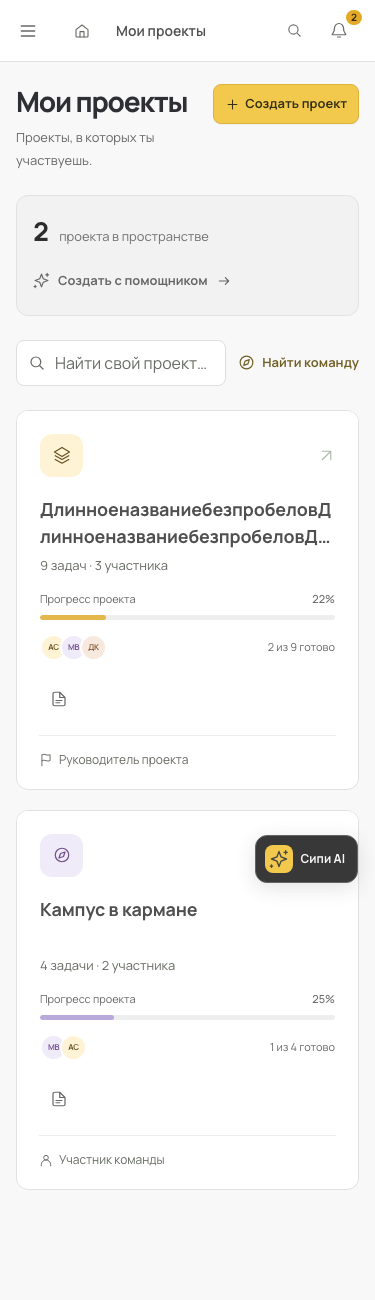 Мои проекты
2
Мои проекты
Создать проект
Проекты, в которых ты
участвуешь.
2 проекта в пространстве
Создать с помощником
Найти свой проект...
Найти команду
ДлинноеназваниебезпробеловД
линноеназваниебезпробеловД...
9 задач · 3 участника
Прогресс проекта 22%
АС МВ ДК 2 из 9 готово
Руководитель проекта
Сипи AI
Кампус в кармане
4 задачи · 2 участника
Прогресс проекта 25%
МВ АС 1 из 4 готово
Участник команды